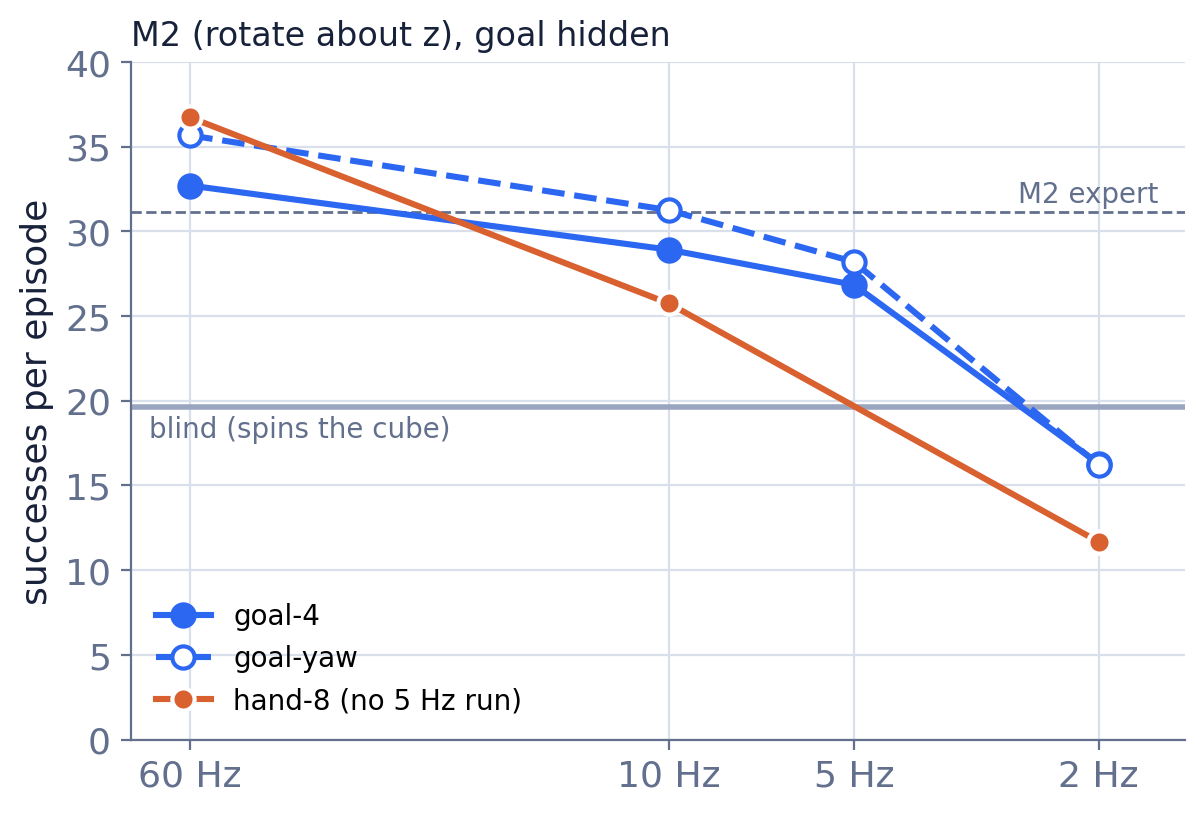 M2 (rotate about z), goal hidden
successes per episode
40
35
30
25
20
15
10
5
0
M2 expert
blind (spins the cube)
goal-4
goal-yaw
hand-8 (no 5 Hz run)
60 Hz
10 Hz
5 Hz
2 Hz